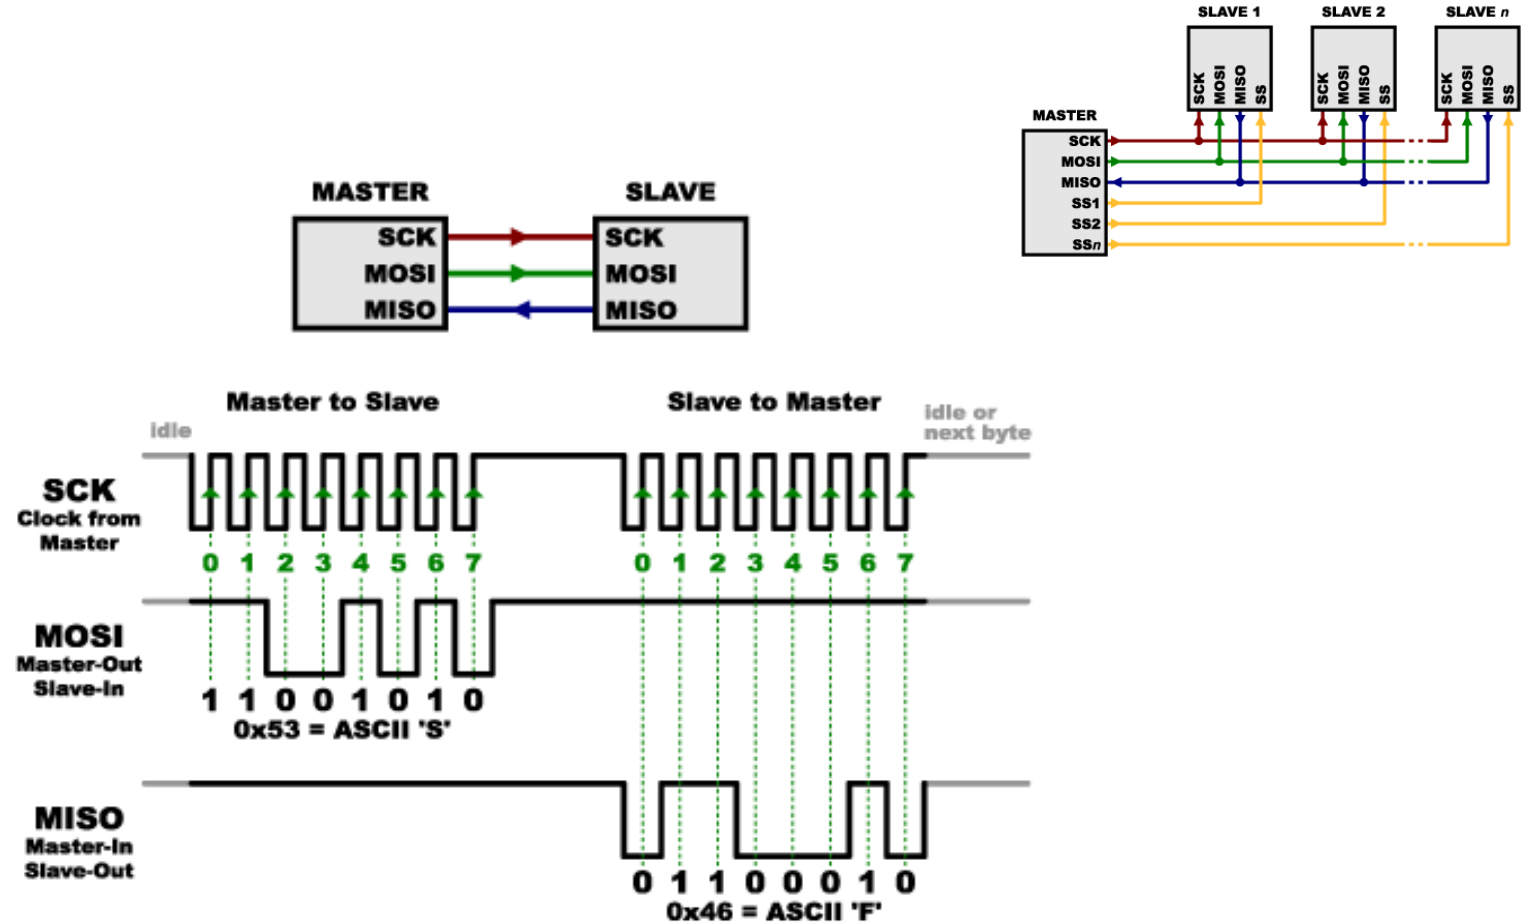 SLAVE 1
SLAVE 2
SLAVE n
SCK
MOSI
MISO
SS
SCK
MOSI
MISO
SS
SCK
MOSI
MISO
SS
MASTER
SCK
MOSI
MISO
SS1
SS2
SSn
MASTER
SLAVE
SCK
SCK
MOSI
MOSI
MISO
MISO
Master to Slave
Slave to Master
idle
idle or
next byte
SCK
Clock from
Master
0 1 2 3 4 5 6 7
0 1 2 3 4 5 6 7
MOSI
Master-Out
Slave-In
1 1 0 0 1 0 1 0
0x53 = ASCII 'S'
MISO
Master-In
Slave-Out
0 1 1 0 0 0 1 0
0x46 = ASCII 'F'